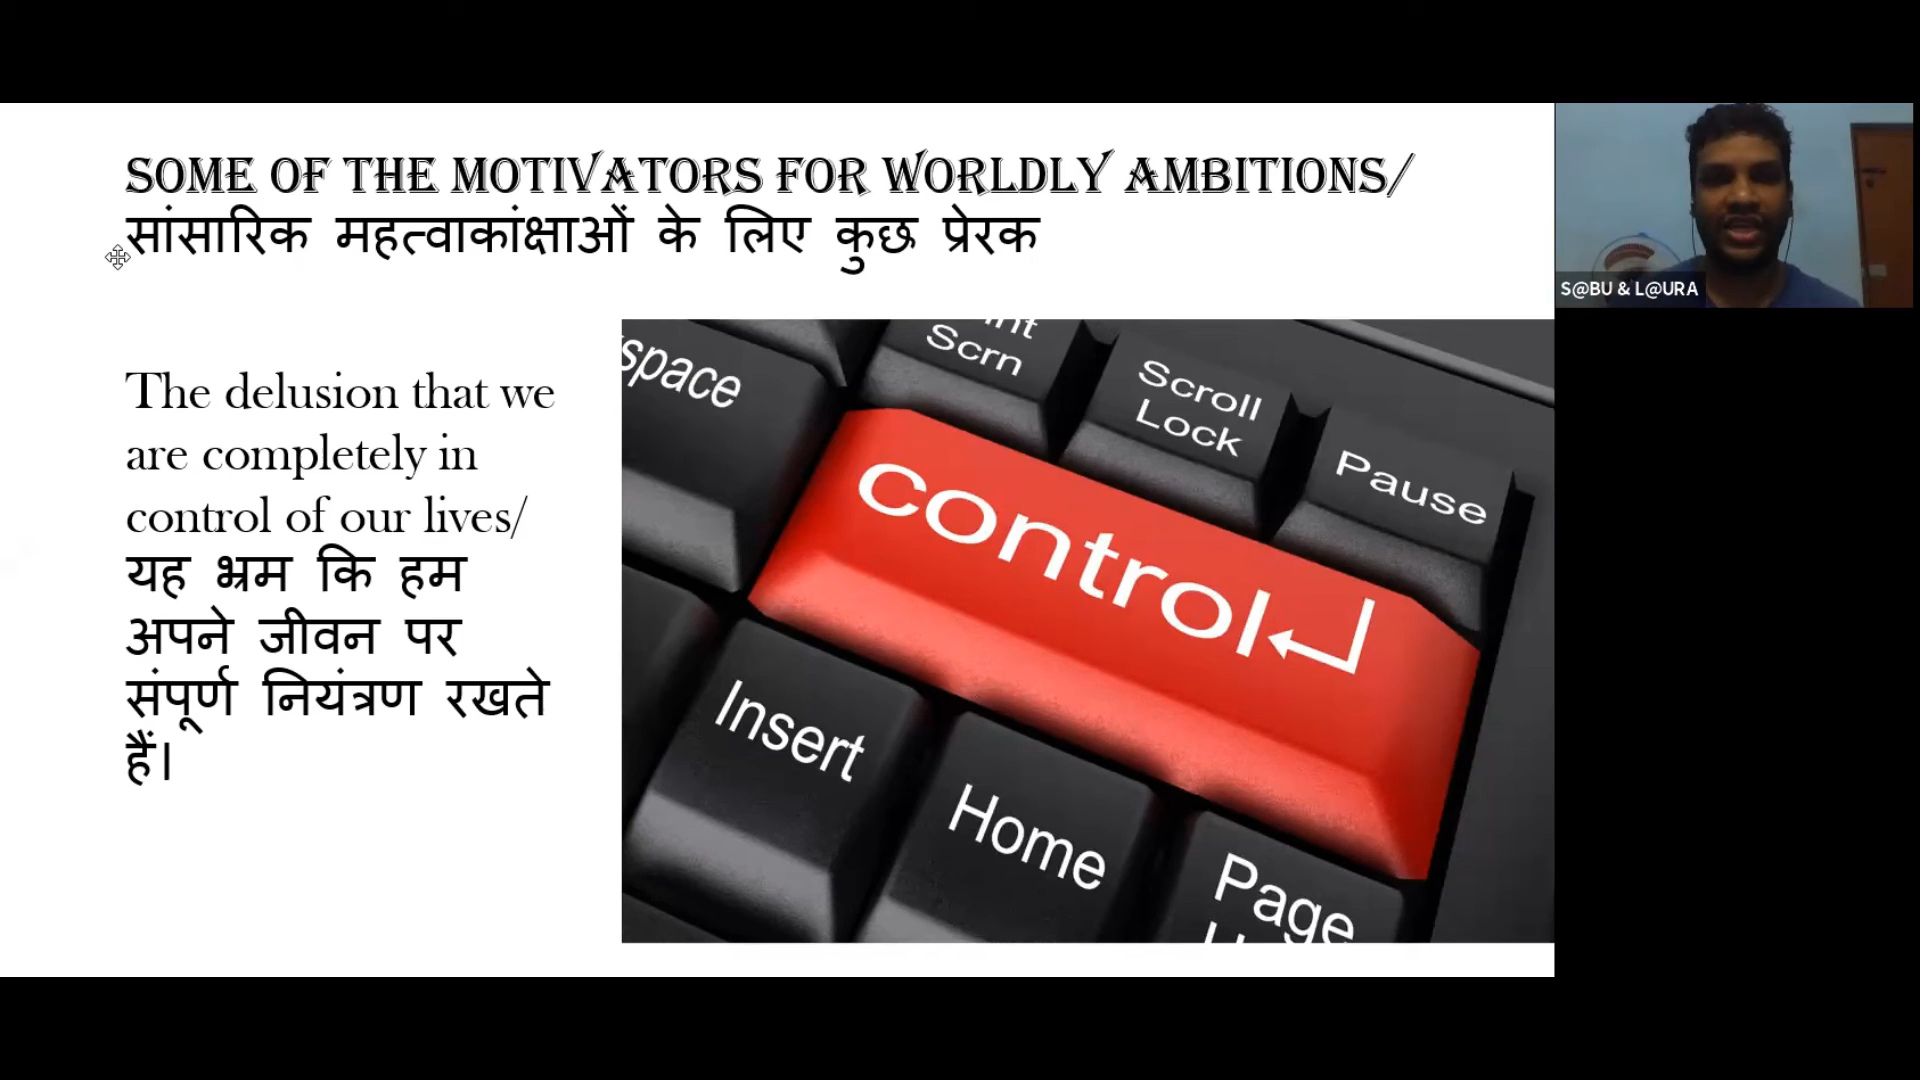 SOME OF THE MOTIVATORS FOR WORLDLY AMBITIONS/
सांसारिक महत्वाकांक्षाओं के लिए कुछ प्रेरक
S@BU & L@URA
The delusion that we
are completely in
control of our lives/
यह भ्रम कि हम
अपने जीवन पर
संपूर्ण नियंत्रण रखते
हैं।
Scrn
Scroll
Lock
Pause
control
Insert
Home
Page